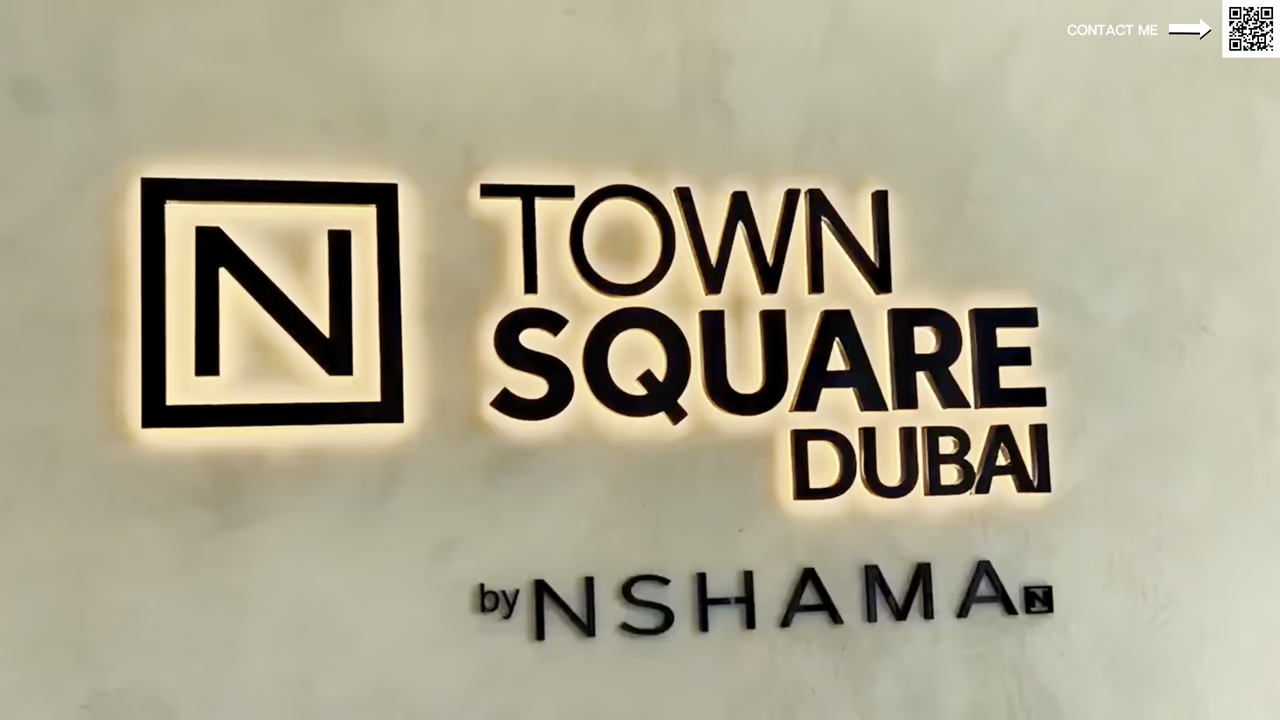 CONTACT ME
N
TOWN
SQUARE
DUBAI
by NSHAMA N